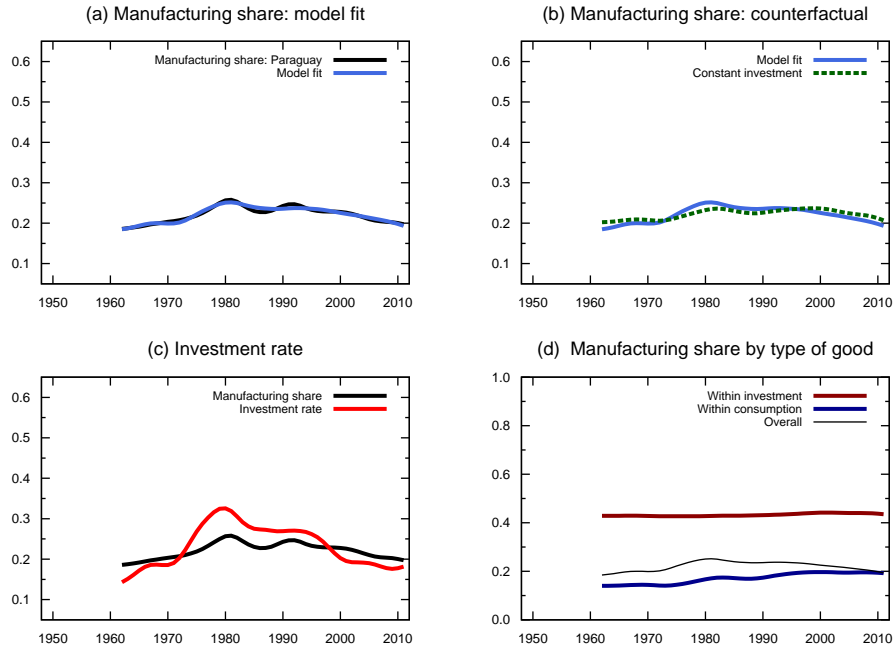 (a) Manufacturing share: model fit
0.6
0.5
0.4
0.3
0.2
0.1
Manufacturing share: Paraguay
Model fit
1950 1960 1970 1980 1990 2000 2010
(b) Manufacturing share: counterfactual
0.6
0.5
0.4
0.3
0.2
0.1
Model fit
Constant investment
1950 1960 1970 1980 1990 2000 2010
(c) Investment rate
0.6
0.5
0.4
0.3
0.2
0.1
Manufacturing share
Investment rate
1950 1960 1970 1980 1990 2000 2010
(d) Manufacturing share by type of good
1.0
0.8
0.6
0.4
0.2
0.0
Within investment
Within consumption
Overall
1950 1960 1970 1980 1990 2000 2010